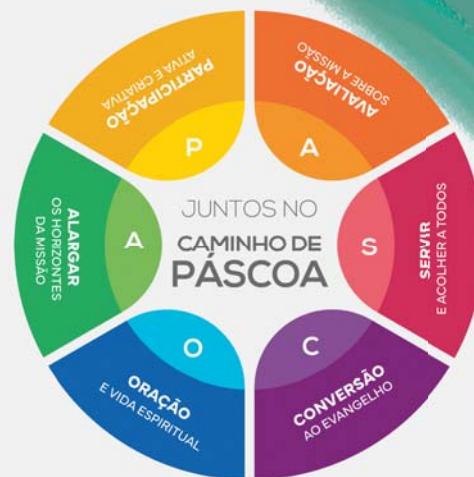 JUNTOS NO
CAMINHO DE
PÁSCOA
P
PARTICIPAÇÃO
ATIVA E CRIATIVA
A
AVALIAÇÃO
SOBRE A MISSÃO
S
SERVIR
E ACOLHER A TODOS
C
CONVERSÃO
AO EVANGELHO
O
ORAÇÃO
E VIDA ESPIRITUAL
A
ALARGAR
OS HORIZONTES
DA MISSÃO